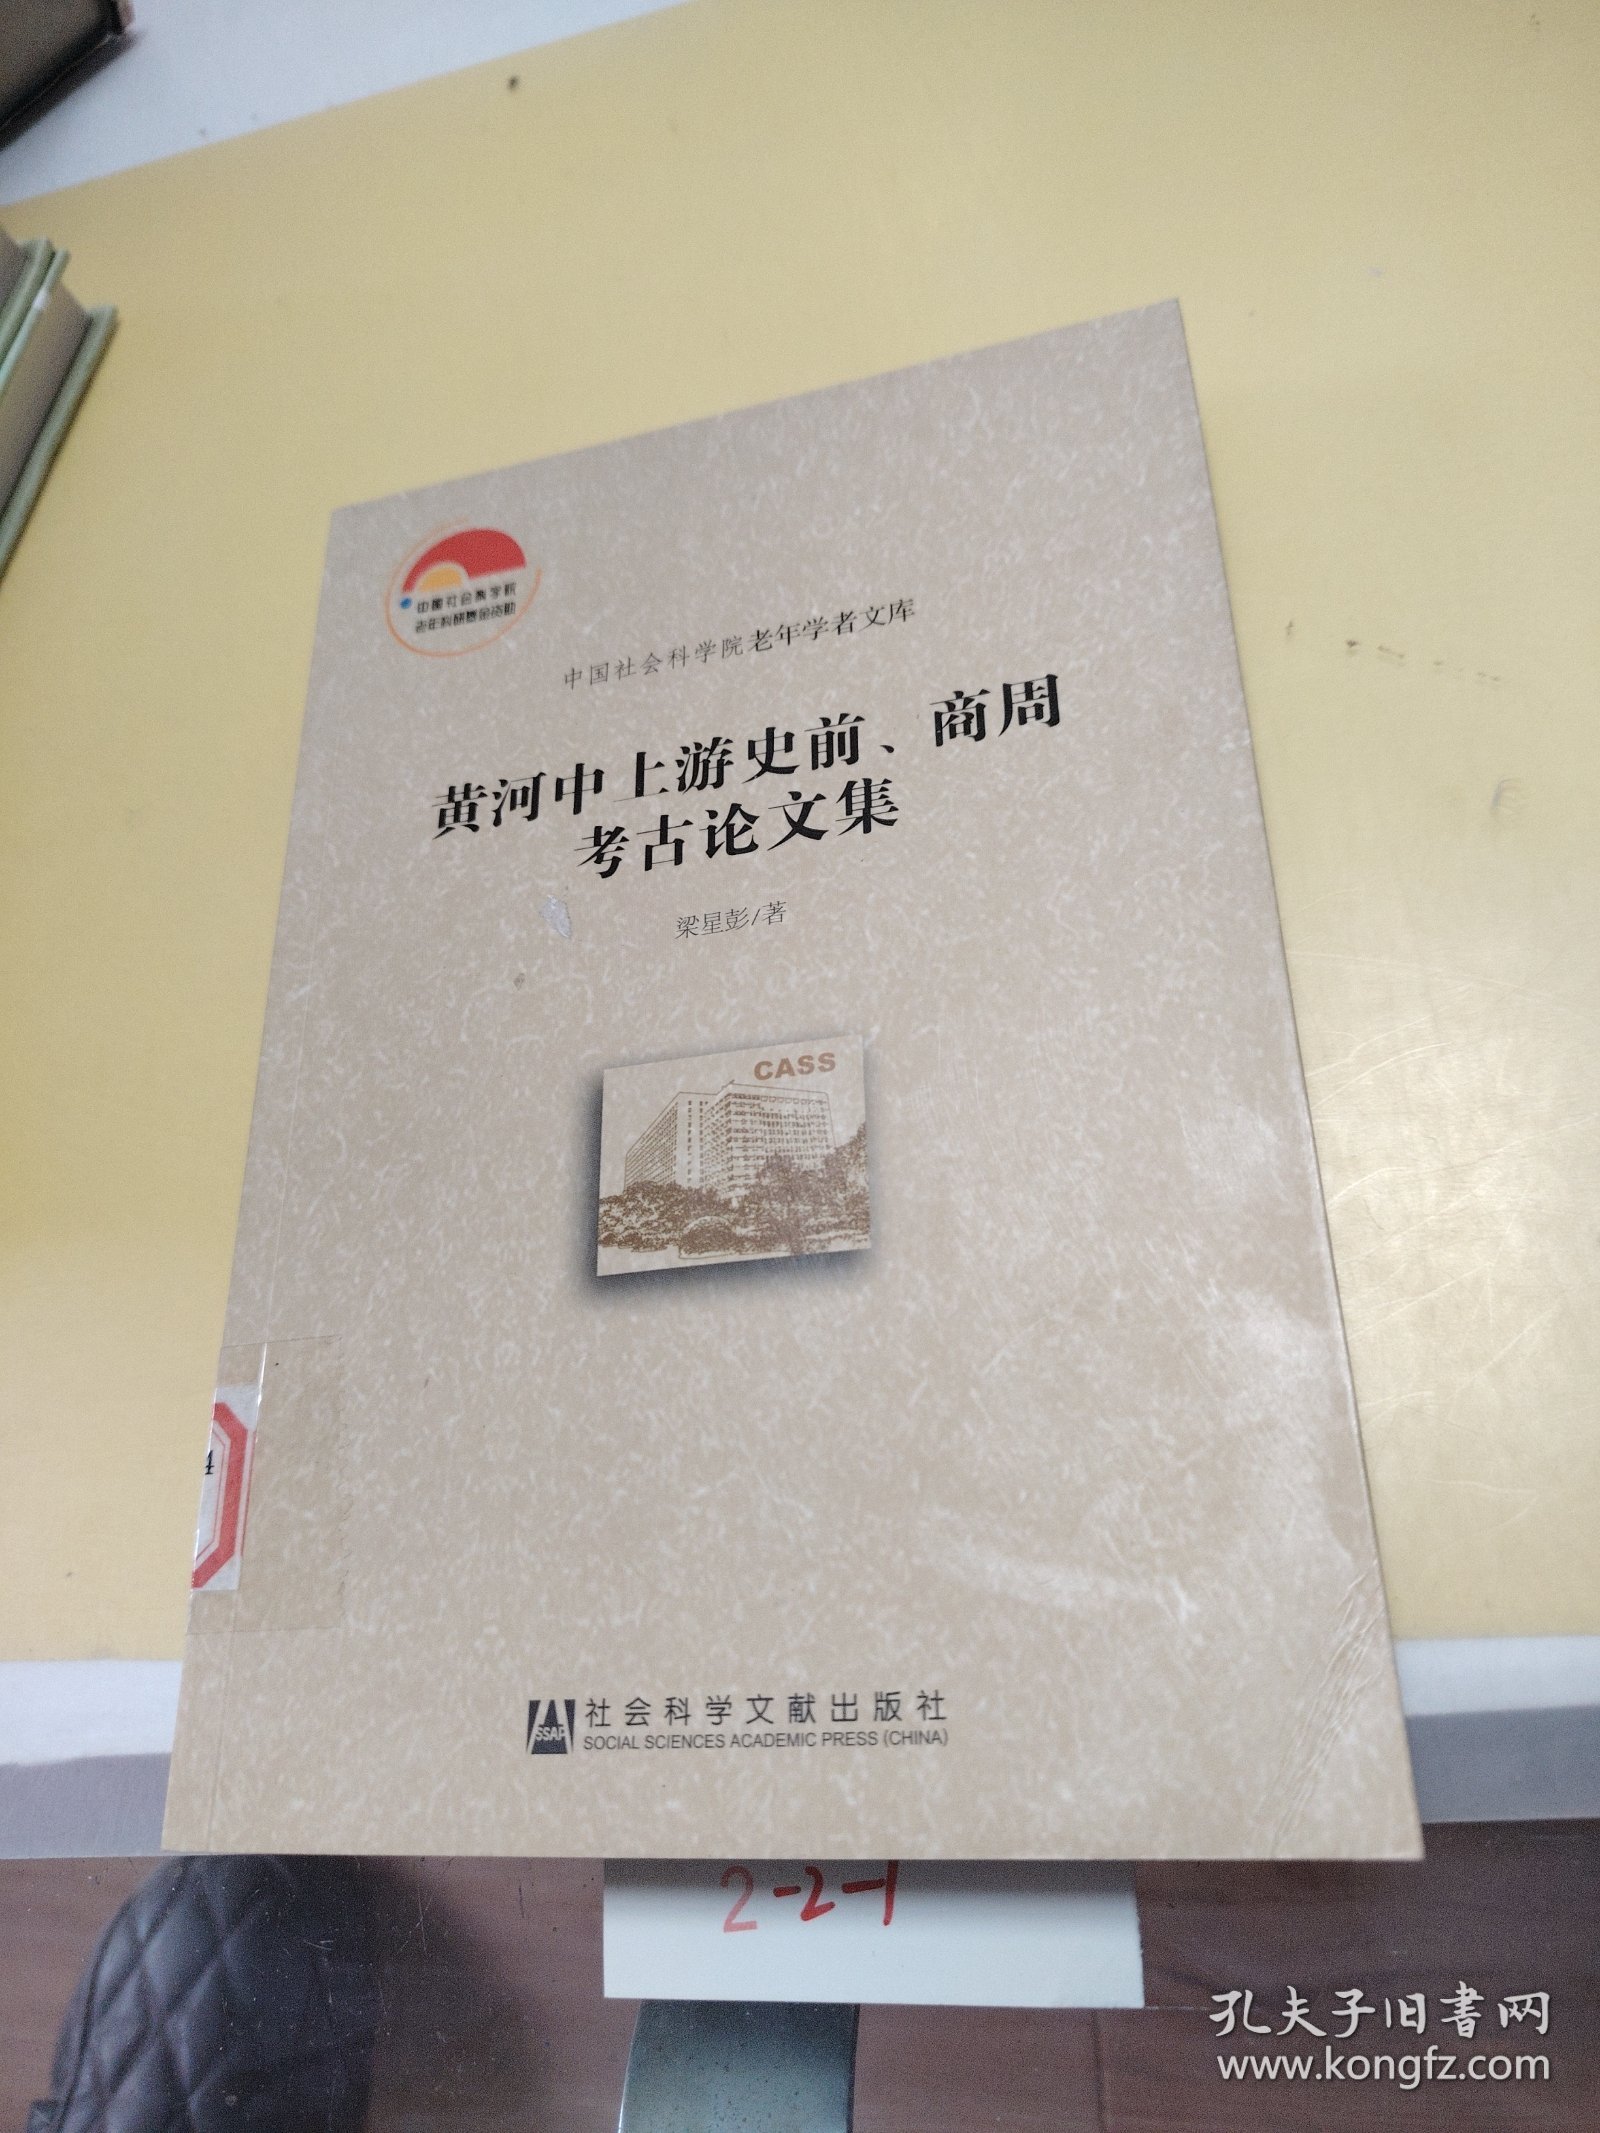 中国社会科学院
老年科研基金资助
中国社会科学院老年学者文库
黄河中上游史前、商周
考古论文集
梁星彭/著
CASS
4
SSAP
社会科学文献出版社
SOCIAL SCIENCES ACADEMIC PRESS (CHINA)
2-2-1
孔夫子旧书网
www.kongfz.com